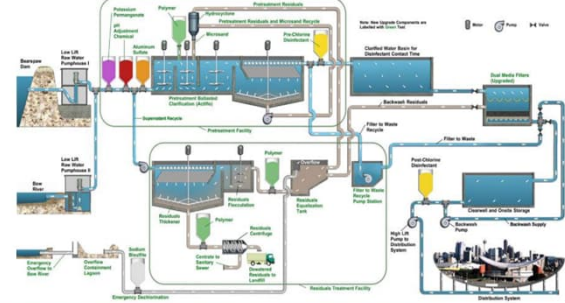 Pretreatment Residuals
Polymer
Hydrocyclone
Potassium
Permanganate
Pretreatment Residuals and Microsand Recycle
Note: New Upgrade Components are
Labelled with Green Text
Motor
Pump
Valve
pH
Adjustment
Chemical
Microsand
Pre-Chlorine
Disinfectant
Aluminum
Sulfate
Clarified Water Basin for
Disinfectant Contact Time
Low Lift
Raw Water
Pumphouse I
Bearspaw
Dam
Dual Media Filters
(Upgraded)
Pretreatment Ballasted
Clarification (Actiflo)
Backwash Residuals
Supernatant Recycle
Pretreatment Facility
Filter to Waste
Recycle
Filter to Waste
Low Lift
Raw Water
Pumphouse II
Polymer
Overflow
Post-Chlorine
Disinfectant
Bow
River
Residuals
Flocculation
Residuals
Thickener
Residuals
Equalization
Tank
Filter to Waste
Recycle
Pump Station
Clearwell and Onsite Storage
Polymer
Residuals
Centrifuge
High Lift
Pump to
Distribution
System
Backwash
Pump
Backwash Supply
Emergency
Overflow to
Bow River
Overflow
Containment
Lagoon
Sodium
Bisulfite
Centrate to
Sanitary
Sewer
Dewatered
Residuals to
Landfill
Emergency Dechlorination
Residuals Treatment Facility
Distribution System